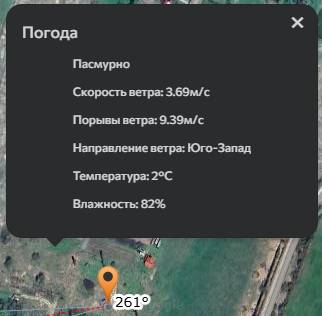 Погода
Пасмурно
Скорость ветра: 3.69м/с
Порывы ветра: 9.39м/с
Направление ветра: Юго-Запад
Температура: 2°C
Влажность: 82%
261°